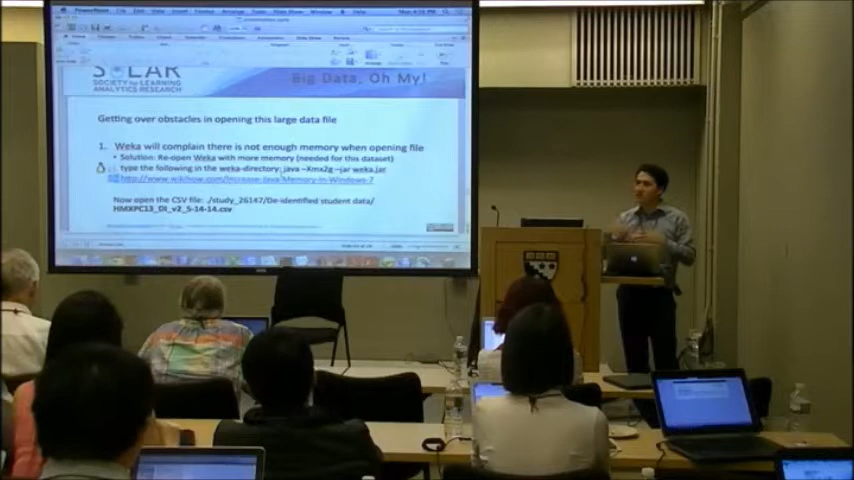 PowerPoint
SOLAR
SOCIETY for LEARNING
ANALYTICS RESEARCH
Big Data, Oh My!
Getting over obstacles in opening this large data file
1. Weka will complain there is not enough memory when opening file
• Solution: Re-open Weka with more memory (needed for this dataset)
type the following in the weka-directory: java –Xmx2g –jar weka.jar
http://www.wikihow.com/Increase-Java-Memory-in-Windows-7
Now open the CSV file: ./study_26147/De-identified student data/
HMXPC13_DI_v2_5-14-14.csv